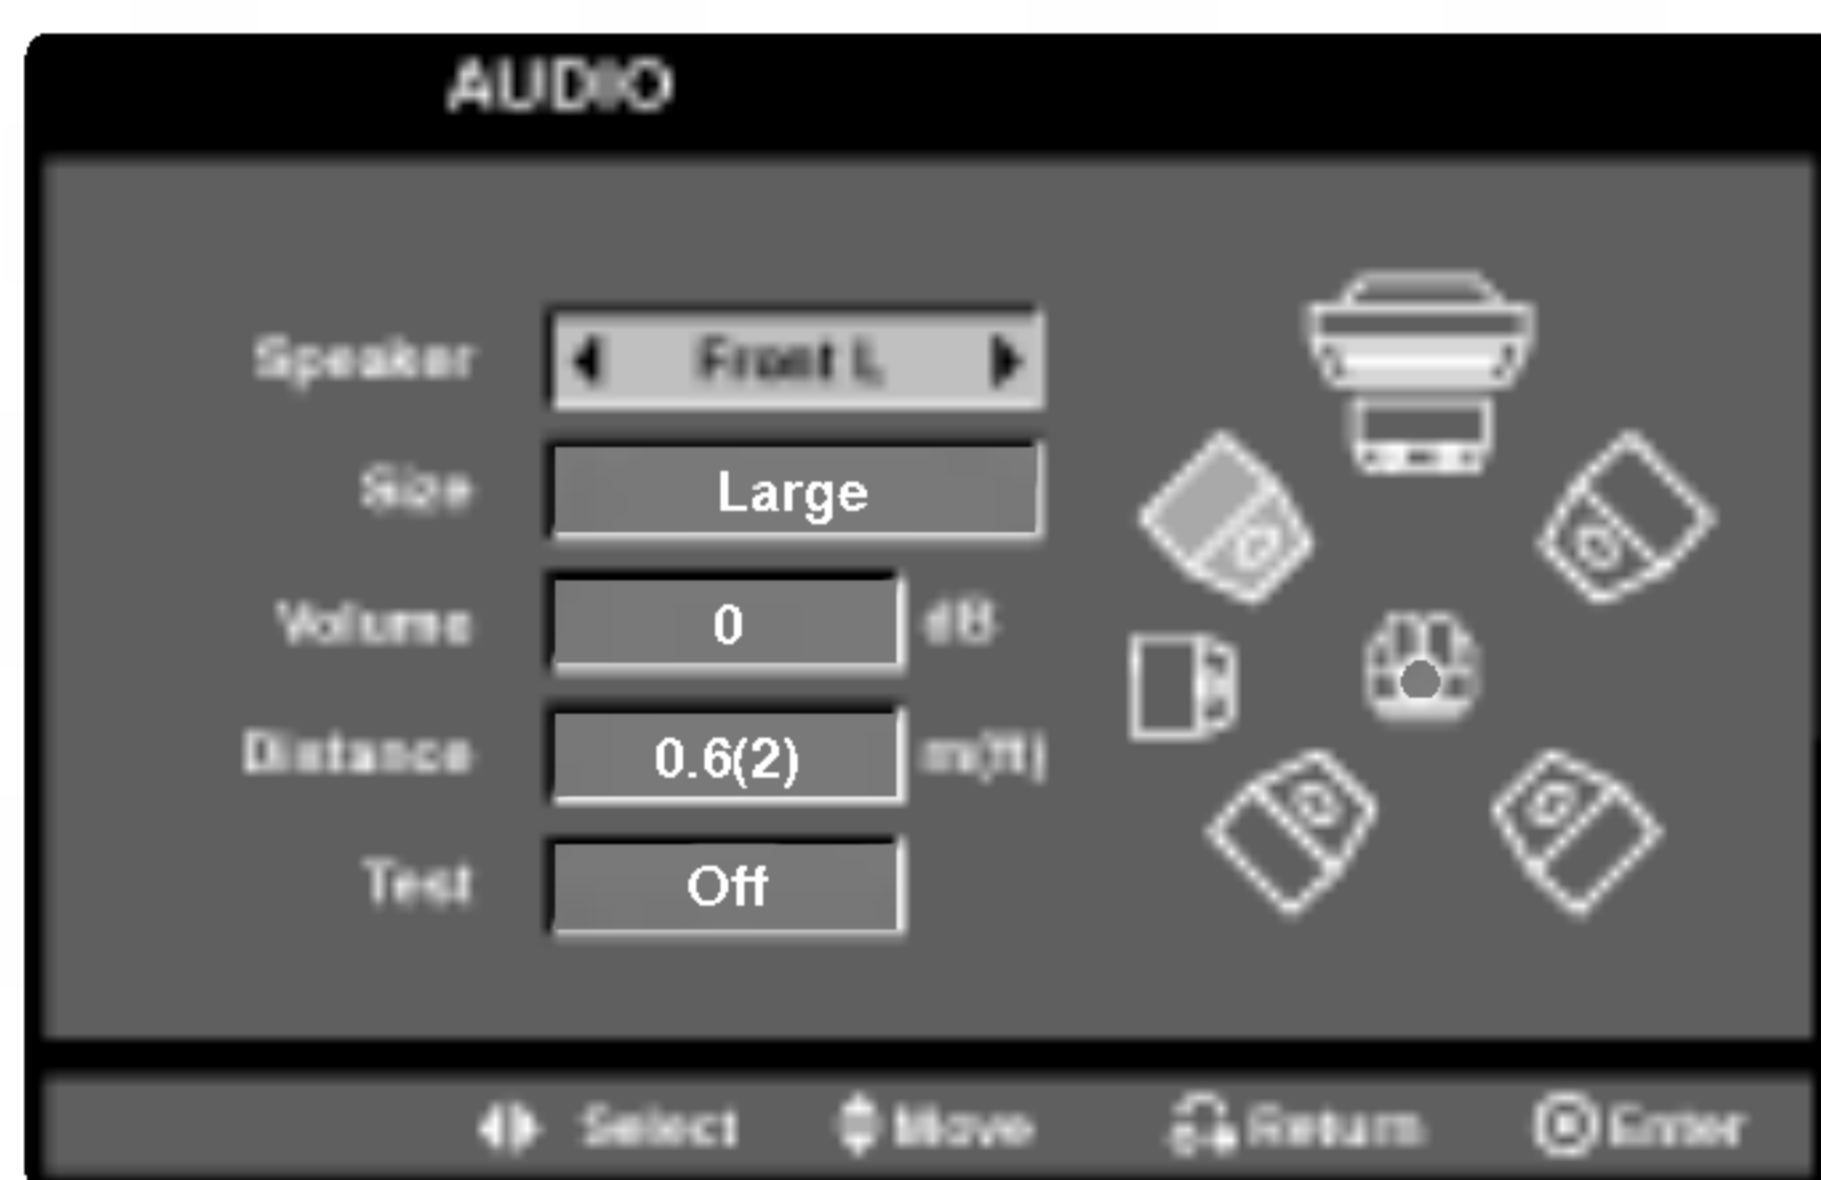 AUDIO
Speaker Front L
Size Large
Volume 0 dB
Distance 0.6(2) m(ft)
Test Off
Select Move Return Enter